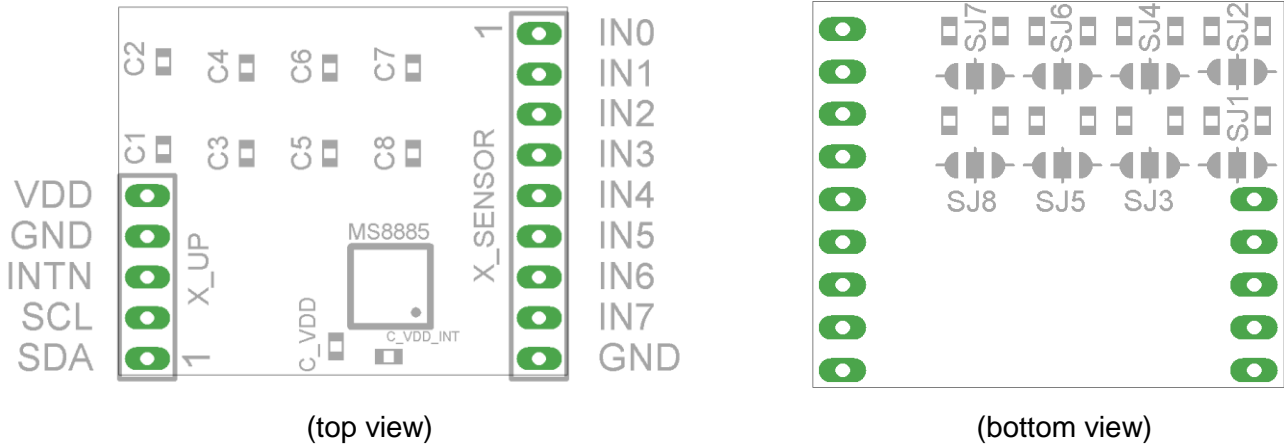 C2
C4
C6
C7
1
IN0
IN1
IN2
IN3
C1
C3
C5
C8
X_SENSOR
IN4
IN5
IN6
IN7
GND
VDD
GND
INTN
SCL
SDA
X_UP
1
MS8885
C_VDD
C_VDD_INT
(top view)
SJ7
SJ6
SJ4
SJ2
SJ1
SJ8
SJ5
SJ3
(bottom view)